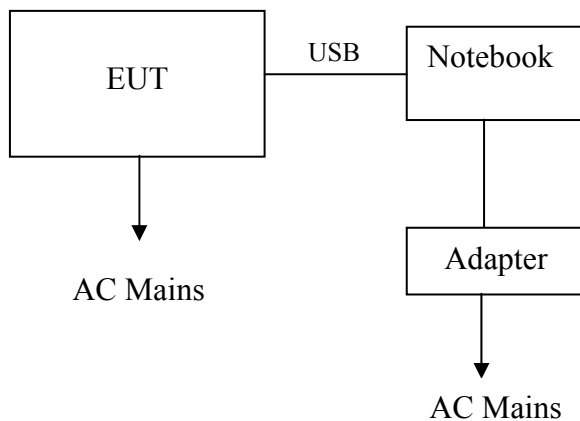 EUT
USB
Notebook
Adapter
AC Mains
AC Mains